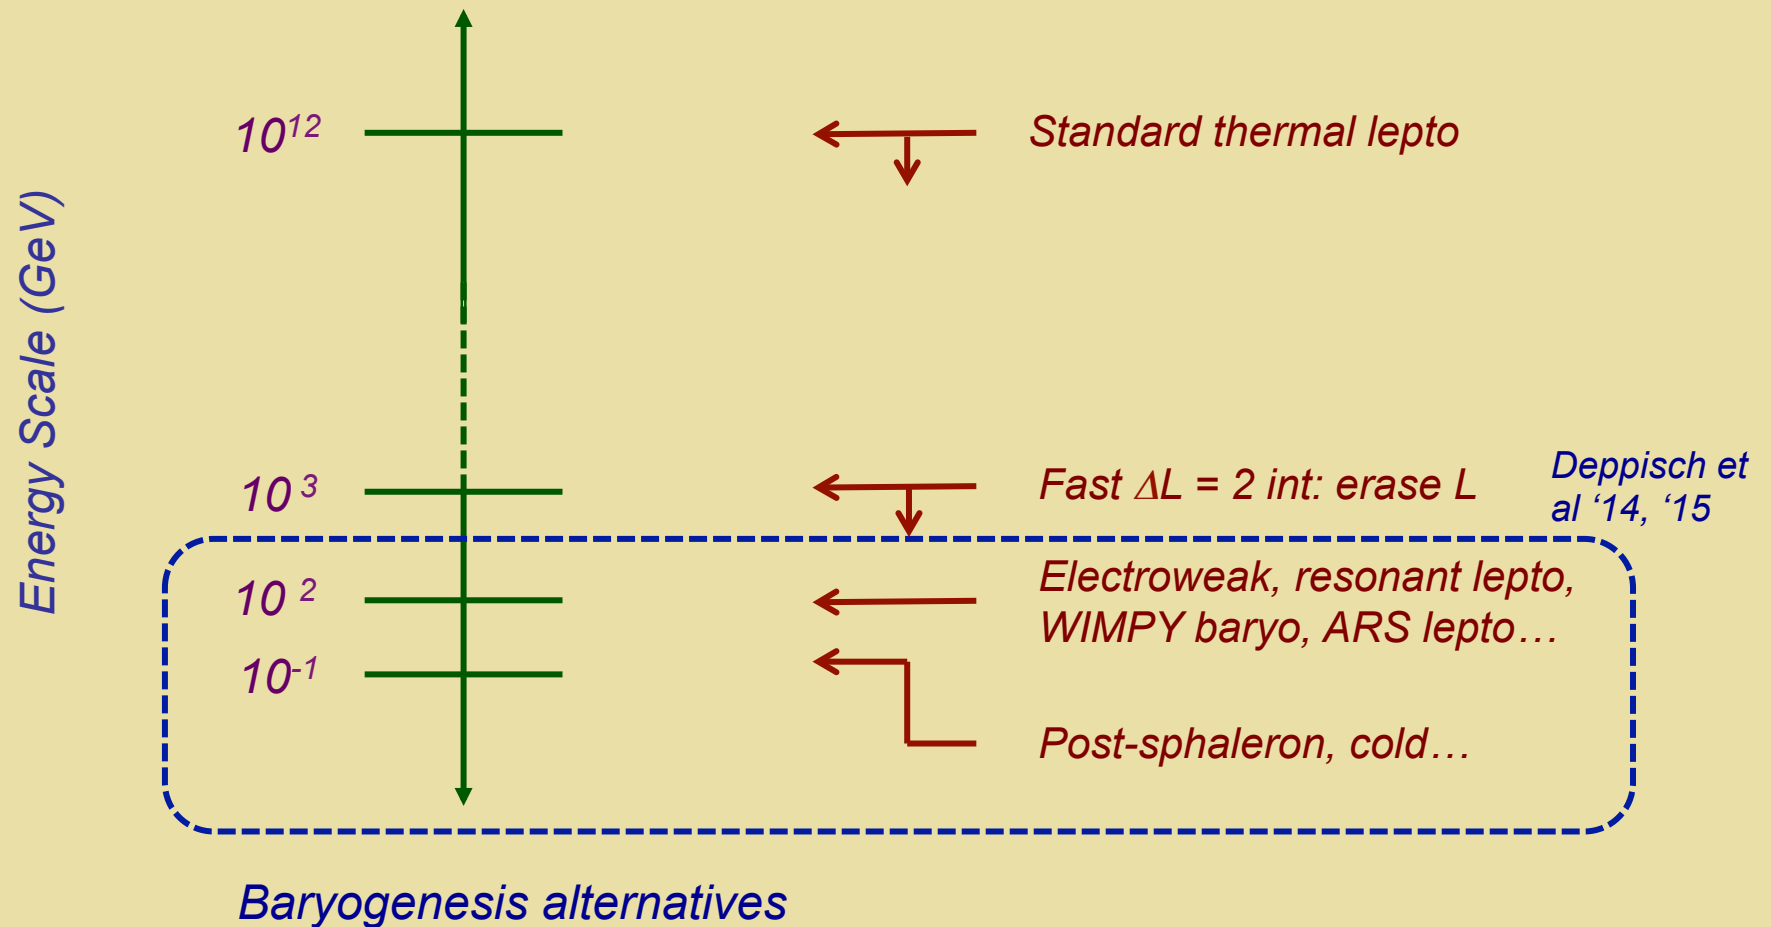 Energy Scale (GeV)
10¹² Standard thermal lepto
10 ³ Fast ΔL = 2 int: erase L
Deppisch et
al ‘14, ‘15
10 ² Electroweak, resonant lepto,
WIMPY baryo, ARS lepto…
10⁻¹
Post-sphaleron, cold…
Baryogenesis alternatives